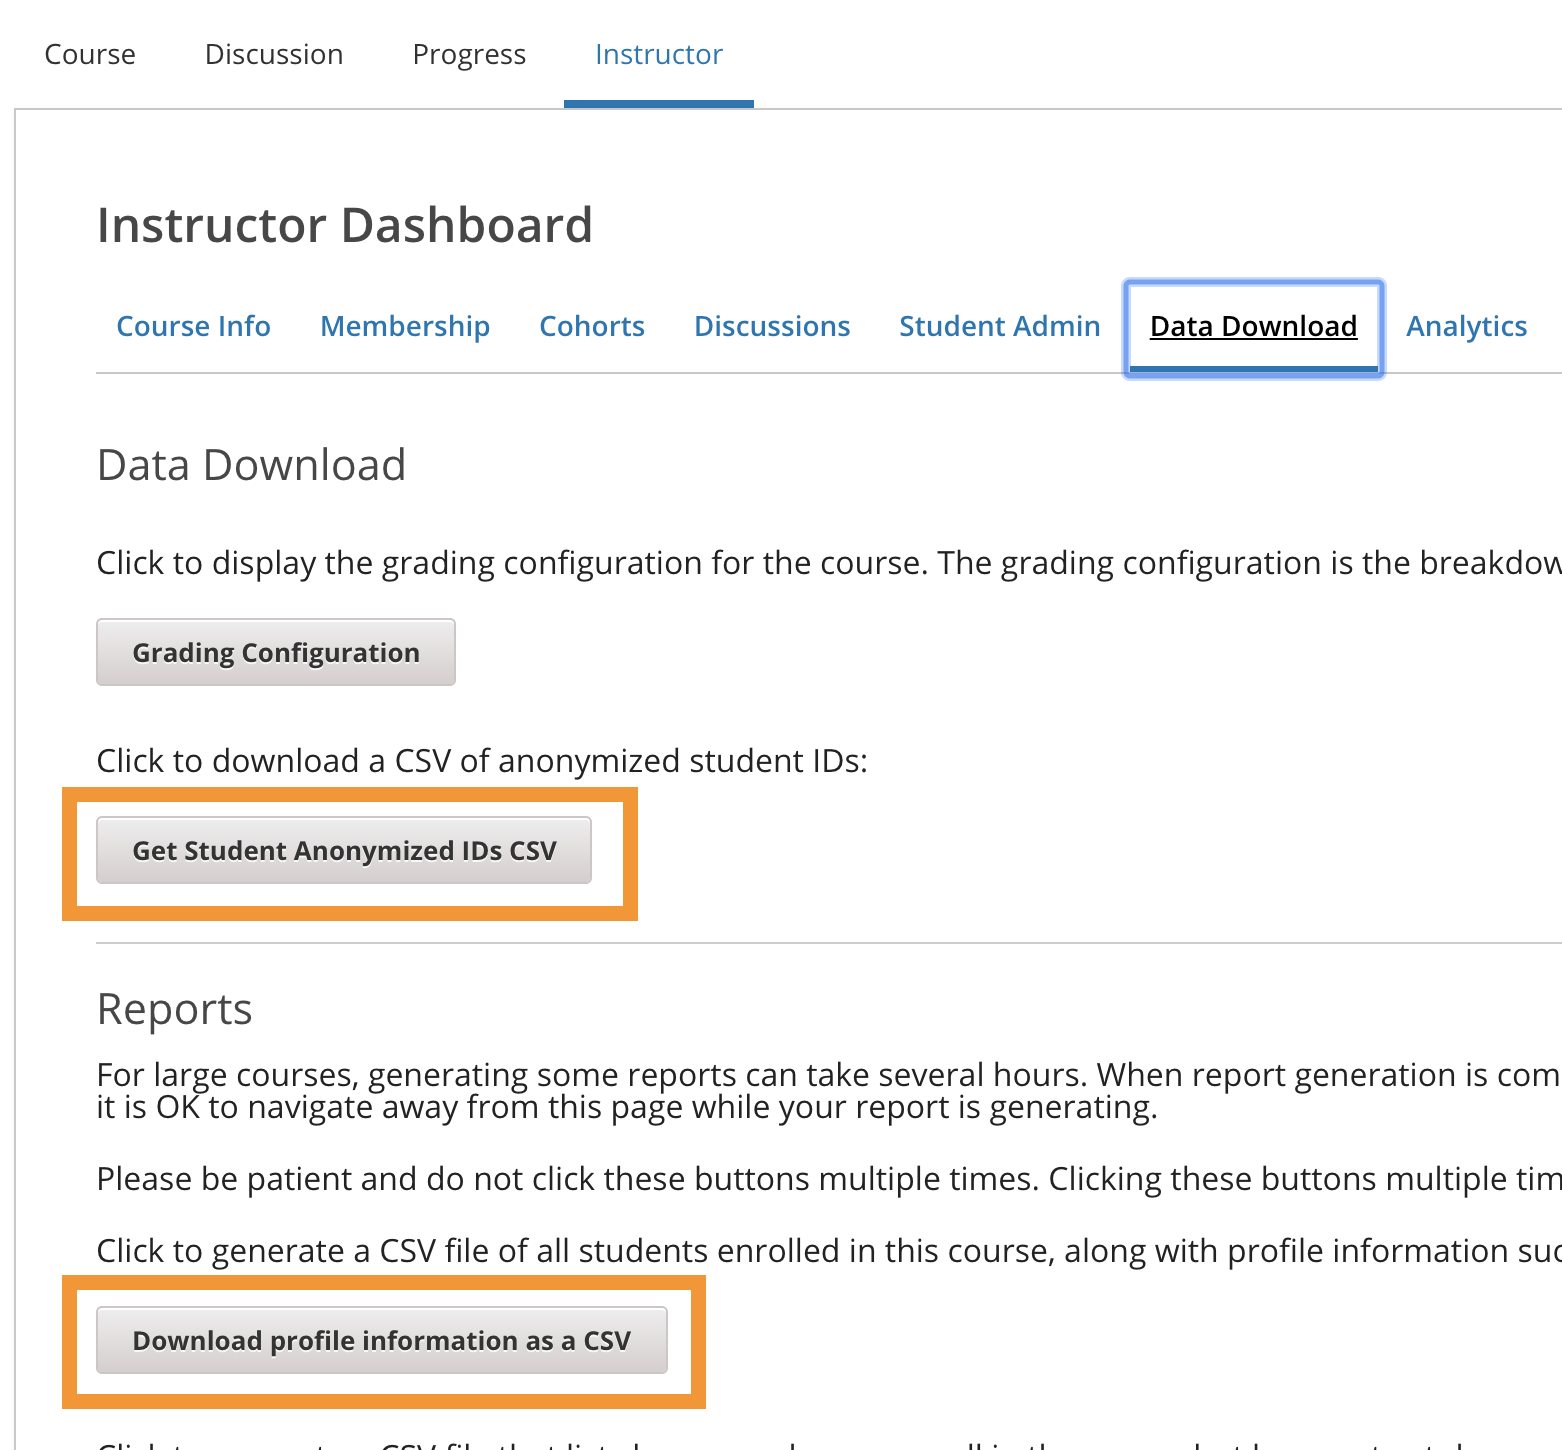 Course Discussion Progress Instructor
Instructor Dashboard
Course Info Membership Cohorts Discussions Student Admin Data Download Analytics
Data Download
Click to display the grading configuration for the course. The grading configuration is the
Grading Configuration
Click to download a CSV of anonymized student IDs:
Get Student Anonymized IDs CSV
Reports
For large courses, generating some reports can take several hours. When report generation is
it is OK to navigate away from this page while your report is generating.
Please be patient and do not click these buttons multiple times. Clicking these buttons multiple
Click to generate a CSV file of all students enrolled in this course, along with profile information
Download profile information as a CSV